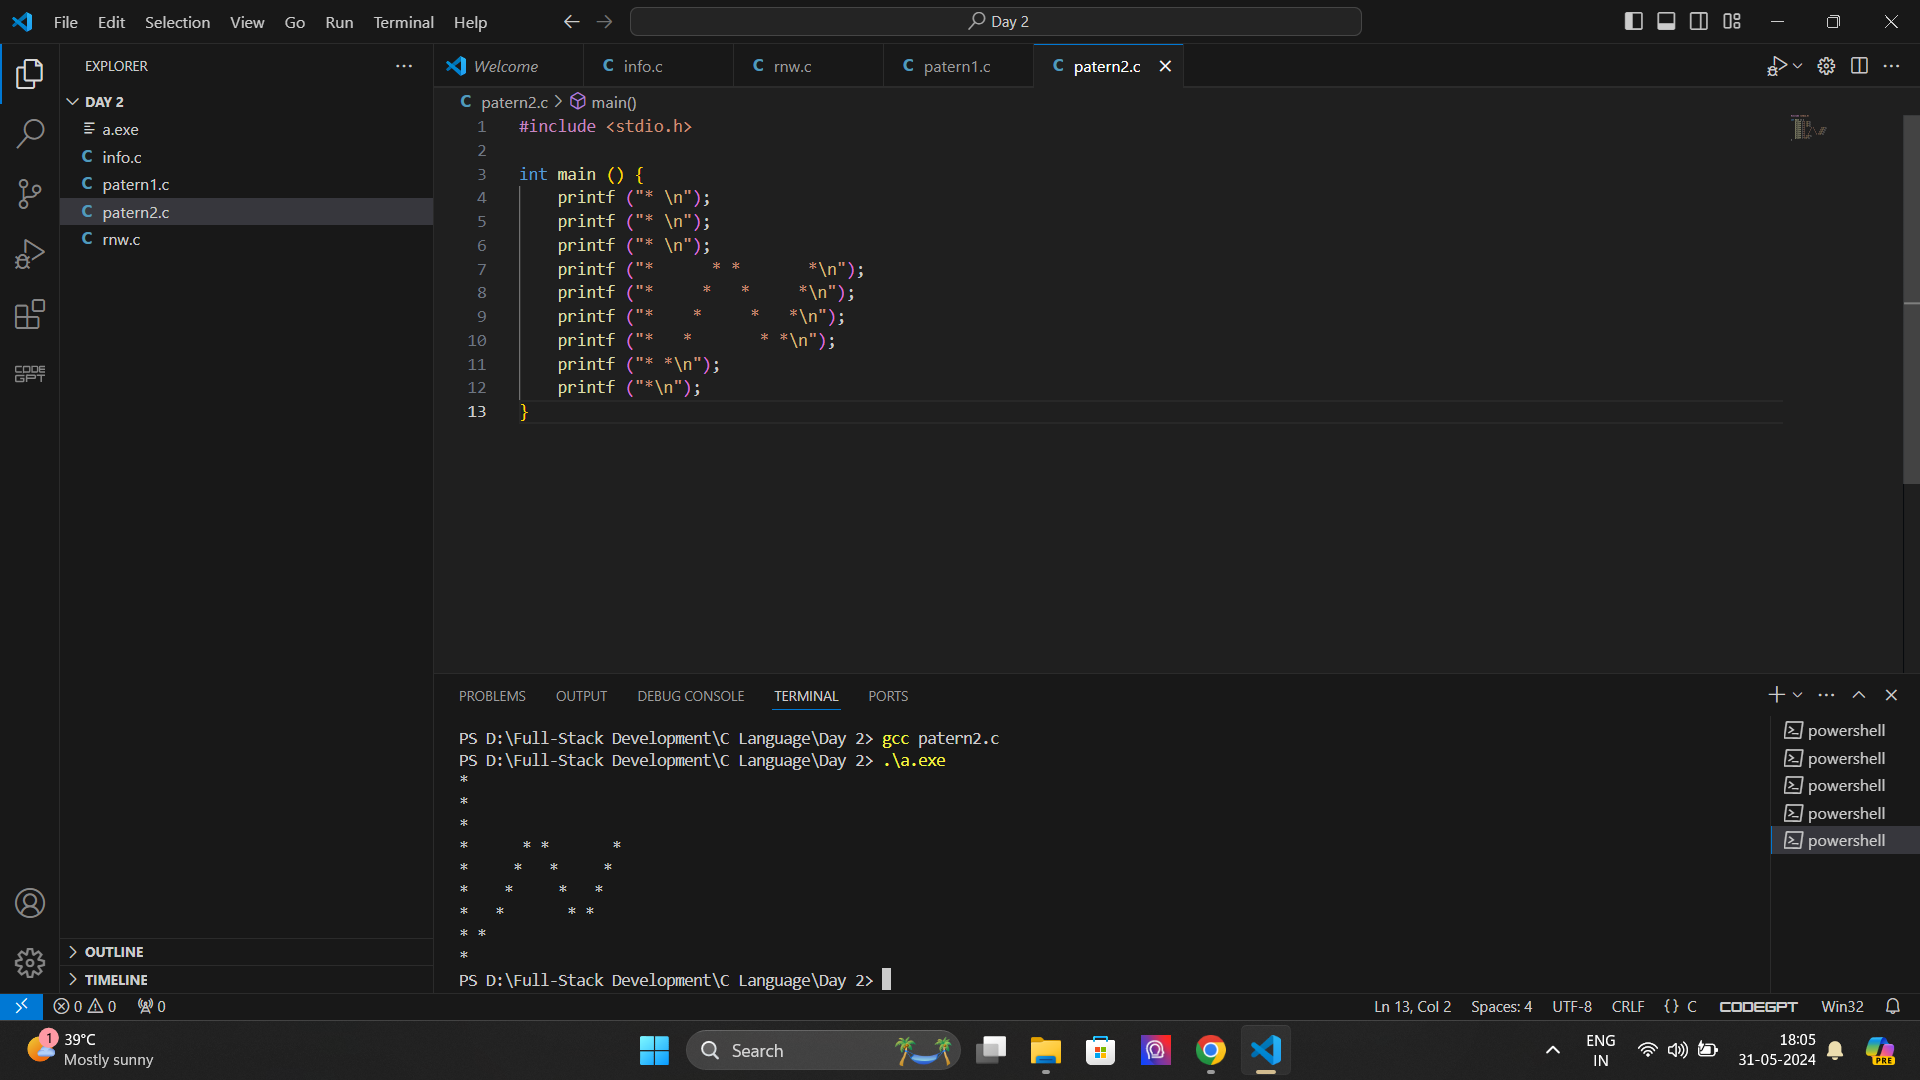 File Edit Selection View Go Run Terminal Help
Day 2
EXPLORER
DAY 2
a.exe
C info.c
C patern1.c
C patern2.c
C rnw.c
CODE
GPT
OUTLINE
TIMELINE
Welcome
C info.c
C rnw.c
C patern1.c
C patern2.c
C patern2.c > main()
1 #include <stdio.h>
2
3 int main () {
4     printf ("* \n");
5     printf ("* \n");
6     printf ("* \n");
7     printf ("*      * *       *\n");
8     printf ("*     *   *     *\n");
9     printf ("*    *     *   *\n");
10     printf ("*   *       * *\n");
11     printf ("* *\n");
12     printf ("*\n");
13 }
PROBLEMS OUTPUT DEBUG CONSOLE TERMINAL PORTS
PS D:\Full-Stack Development\C Language\Day 2> gcc patern2.c
PS D:\Full-Stack Development\C Language\Day 2> .\a.exe
*
*
*
*      * *       *
*     *   *     *
*    *     *   *
*   *       * *
* *
*
PS D:\Full-Stack Development\C Language\Day 2>
powershell
powershell
powershell
powershell
powershell
0 0 0
Ln 13, Col 2 Spaces: 4 UTF-8 CRLF {} C CODEGPT Win32
1
39°C
Mostly sunny
Search
ENG
IN
18:05
31-05-2024
PRE